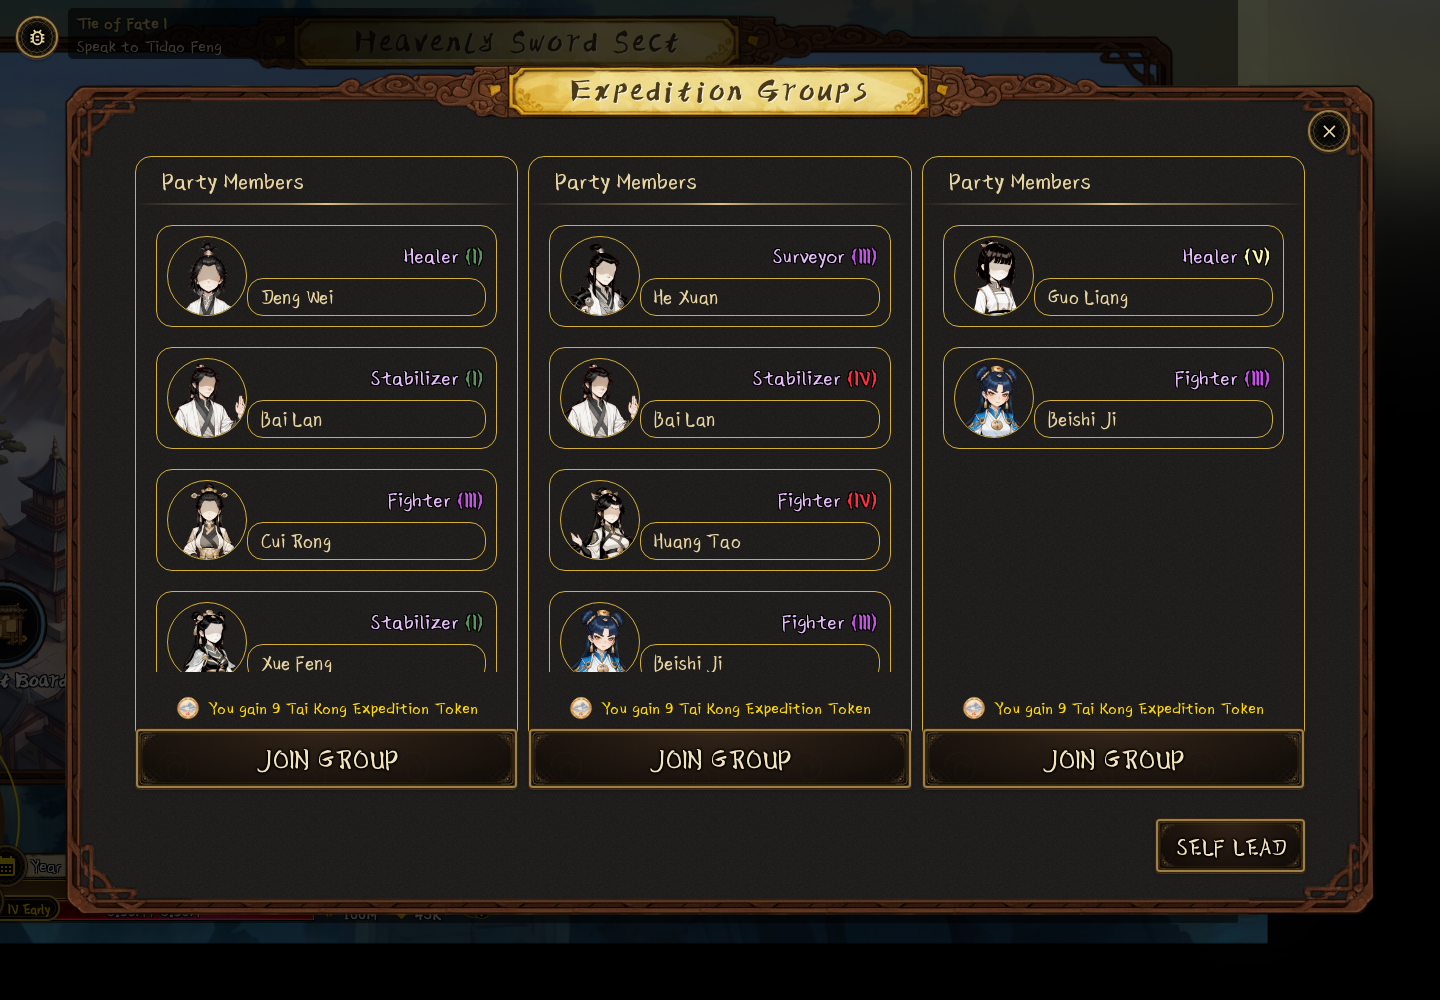 Tie of Fate I
Speak to Tidao Feng
Heavenly Sword Sect
Expedition Groups
Party Members
Healer (I)
Deng Wei
Stabilizer (I)
Bai Lan
Fighter (III)
Cui Rong
Stabilizer (I)
Xue Feng
You gain 9 Tai Kong Expedition Token
JOIN GROUP
Party Members
Surveyor (III)
He Xuan
Stabilizer (IV)
Bai Lan
Fighter (IV)
Huang Tao
Fighter (III)
Beishi Ji
You gain 9 Tai Kong Expedition Token
JOIN GROUP
Party Members
Healer (V)
Guo Liang
Fighter (III)
Beishi Ji
You gain 9 Tai Kong Expedition Token
JOIN GROUP
SELF LEAD
Board
Year
IV Early